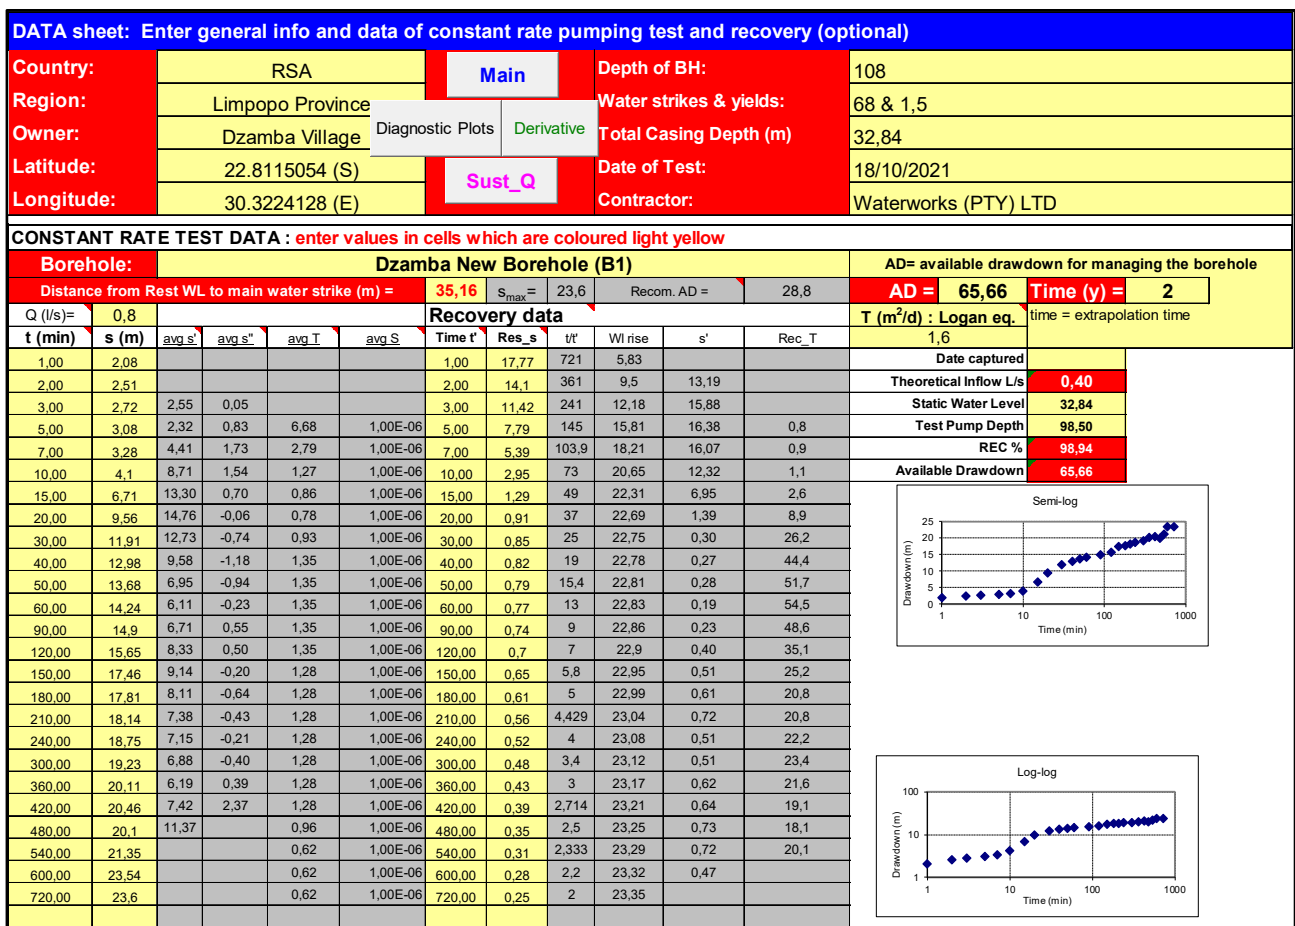 DATA sheet: Enter general info and data of constant rate pumping test and recovery (optional)
Country: RSA Main Depth of BH: 108
Region: Limpopo Province Water strikes & yields: 68 & 1,5
Diagnostic Plots Derivative
Owner: Dzamba Village Total Casing Depth (m) 32,84
Latitude: 22.8115054 (S) Sust_Q Date of Test: 18/10/2021
Longitude: 30.3224128 (E) Contractor: Waterworks (PTY) LTD
CONSTANT RATE TEST DATA : enter values in cells which are coloured light yellow
Borehole: Dzamba New Borehole (B1) AD= available drawdown for managing the borehole
Distance from Rest WL to main water strike (m) = 35,16 smax= 23,6 Recom. AD = 28,8 AD = 65,66 Time (y) = 2
Q (l/s)= 0,8 Recovery data T (m²/d) : Logan eq. time = extrapolation time
t (min) s (m) avg s' avg s" avg T avg S Time t' Res_s t/t' Wl rise s' Rec_T 1,6
1,00 2,08 1,00 17,77 721 5,83 Date captured
2,00 2,51 2,00 14,1 361 9,5 13,19 Theoretical Inflow L/s 0,40
3,00 2,72 2,55 0,05 3,00 11,42 241 12,18 15,88 Static Water Level 32,84
5,00 3,08 2,32 0,83 6,68 1,00E-06 5,00 7,79 145 15,81 16,38 0,8 Test Pump Depth 98,50
7,00 3,28 4,41 1,73 2,79 1,00E-06 7,00 5,39 103,9 18,21 16,07 0,9 REC % 98,94
10,00 4,1 8,71 1,54 1,27 1,00E-06 10,00 2,95 73 20,65 12,32 1,1 Available Drawdown 65,66
15,00 6,71 13,30 0,70 0,86 1,00E-06 15,00 1,29 49 22,31 6,95 2,6
20,00 9,56 14,76 -0,06 0,78 1,00E-06 20,00 0,91 37 22,69 1,39 8,9
30,00 11,91 12,73 -0,74 0,93 1,00E-06 30,00 0,85 25 22,75 0,30 26,2
40,00 12,98 9,58 -1,18 1,35 1,00E-06 40,00 0,82 19 22,78 0,27 44,4
50,00 13,68 6,95 -0,94 1,35 1,00E-06 50,00 0,79 15,4 22,81 0,28 51,7
60,00 14,24 6,11 -0,23 1,35 1,00E-06 60,00 0,77 13 22,83 0,19 54,5
90,00 14,9 6,71 0,55 1,35 1,00E-06 90,00 0,74 9 22,86 0,23 48,6
120,00 15,65 8,33 0,50 1,35 1,00E-06 120,00 0,7 7 22,9 0,40 35,1
150,00 17,46 9,14 -0,20 1,28 1,00E-06 150,00 0,65 5,8 22,95 0,51 25,2
180,00 17,81 8,11 -0,64 1,28 1,00E-06 180,00 0,61 5 22,99 0,61 20,8
210,00 18,14 7,38 -0,43 1,28 1,00E-06 210,00 0,56 4,429 23,04 0,72 20,8
240,00 18,75 7,15 -0,21 1,28 1,00E-06 240,00 0,52 4 23,08 0,51 22,2
300,00 19,23 6,88 -0,40 1,28 1,00E-06 300,00 0,48 3,4 23,12 0,51 23,4
360,00 20,11 6,19 0,39 1,28 1,00E-06 360,00 0,43 3 23,17 0,62 21,6
420,00 20,46 7,42 2,37 1,28 1,00E-06 420,00 0,39 2,714 23,21 0,64 19,1
480,00 20,1 11,37 0,96 1,00E-06 480,00 0,35 2,5 23,25 0,73 18,1
540,00 21,35 0,62 1,00E-06 540,00 0,31 2,333 23,29 0,72 20,1
600,00 23,54 0,62 1,00E-06 600,00 0,28 2,2 23,32 0,47
720,00 23,6 0,62 1,00E-06 720,00 0,25 2 23,35
Semi-log
25
20
15
10
5
0
Drawdown (m)
1 10 100 1000
Time (min)
Log-log
100
10
1
Drawdown (m)
1 10 100 1000
Time (min)